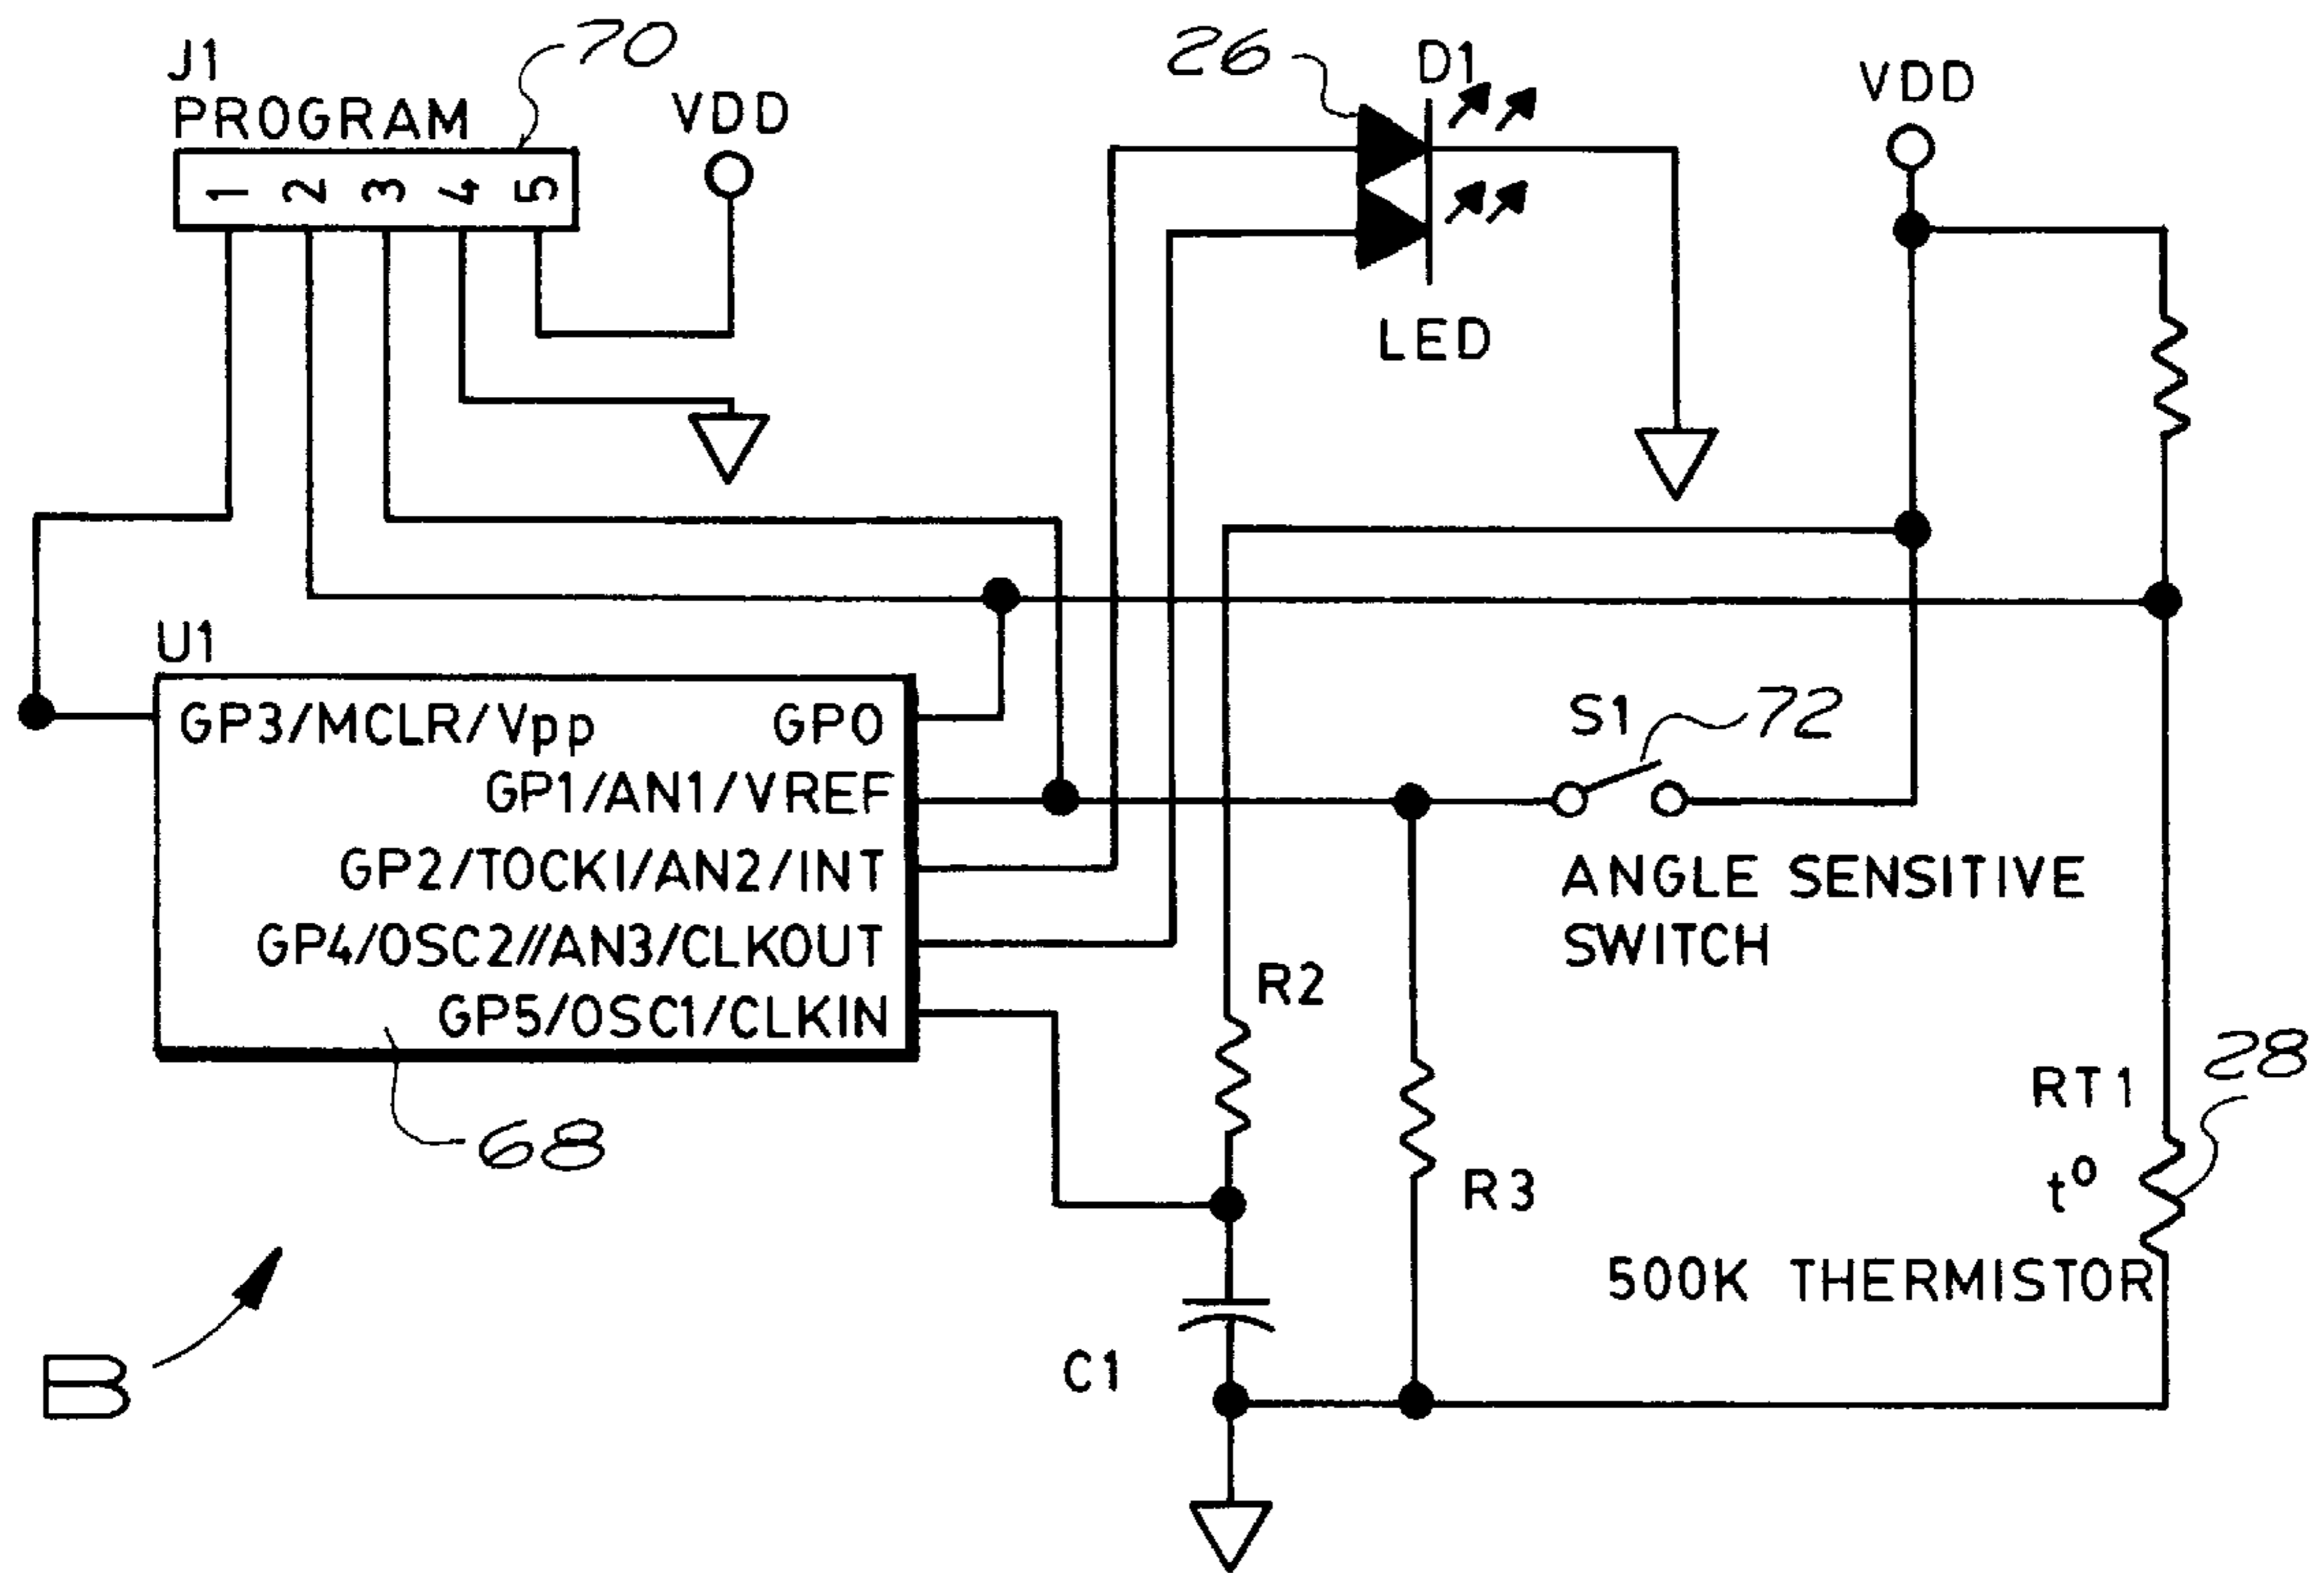 J1
70
PROGRAM
VDD
1 2 3 4 5
26
D1
VDD
LED
U1
GP3/MCLR/Vpp
GPO
GP1/AN1/VREF
GP2/TOCKI/AN2/INT
GP4/OSC2//AN3/CLKOUT
GP5/OSC1/CLKIN
68
S1
72
ANGLE SENSITIVE
SWITCH
R2
R3
RT1
28
t°
500K THERMISTOR
C1
B